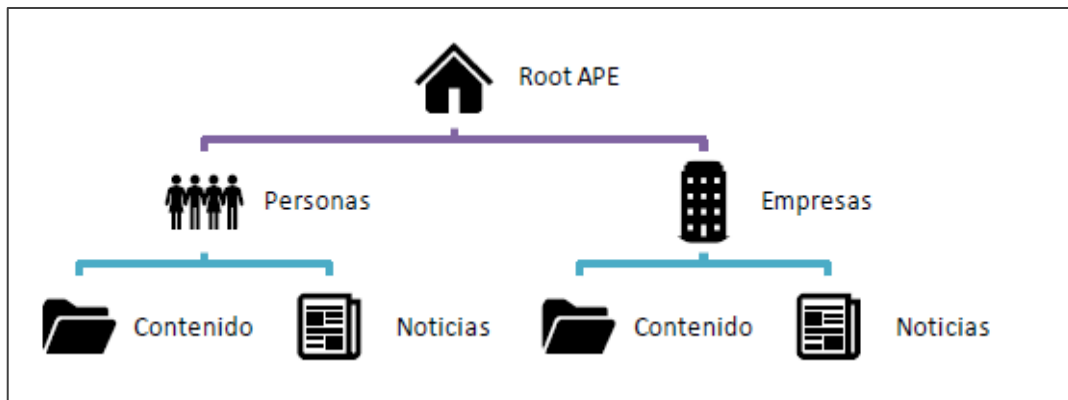 Root APE
Personas
Empresas
Contenido
Noticias
Contenido
Noticias